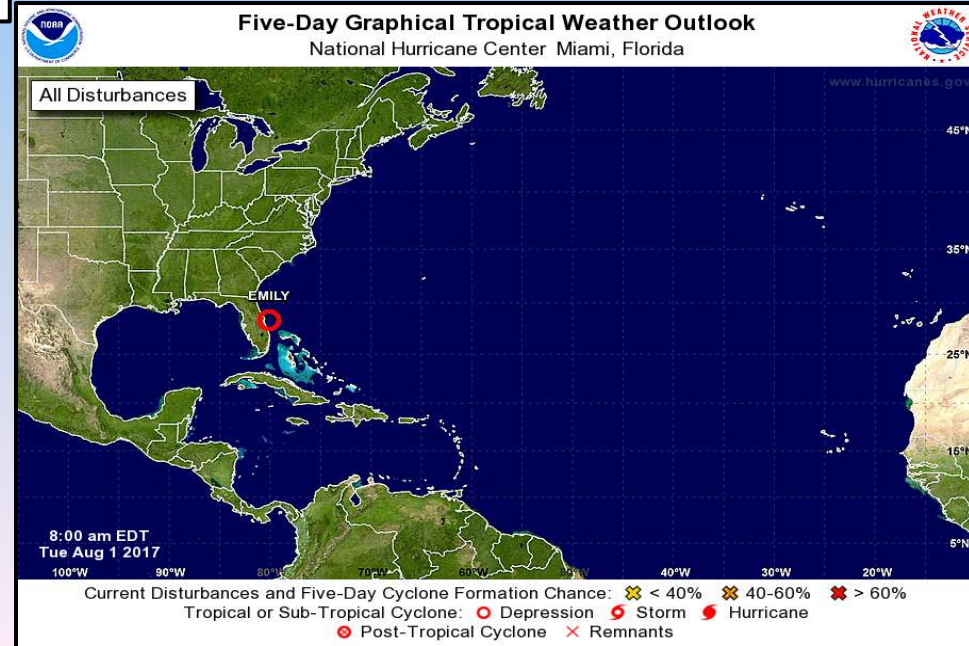 Five-Day Graphical Tropical Weather Outlook
National Hurricane Center Miami, Florida
NOAA
All Disturbances
www.hurricanes.gov
45°N
35°N
EMILY
25°N
15°N
8:00 am EDT
Tue Aug 1 2017
5°N
100°W 90°W 80°W 70°W 60°W 50°W 40°W 30°W 20°W
Current Disturbances and Five-Day Cyclone Formation Chance: < 40% 40-60% > 60%
Tropical or Sub-Tropical Cyclone: Depression Storm Hurricane
Post-Tropical Cyclone Remnants